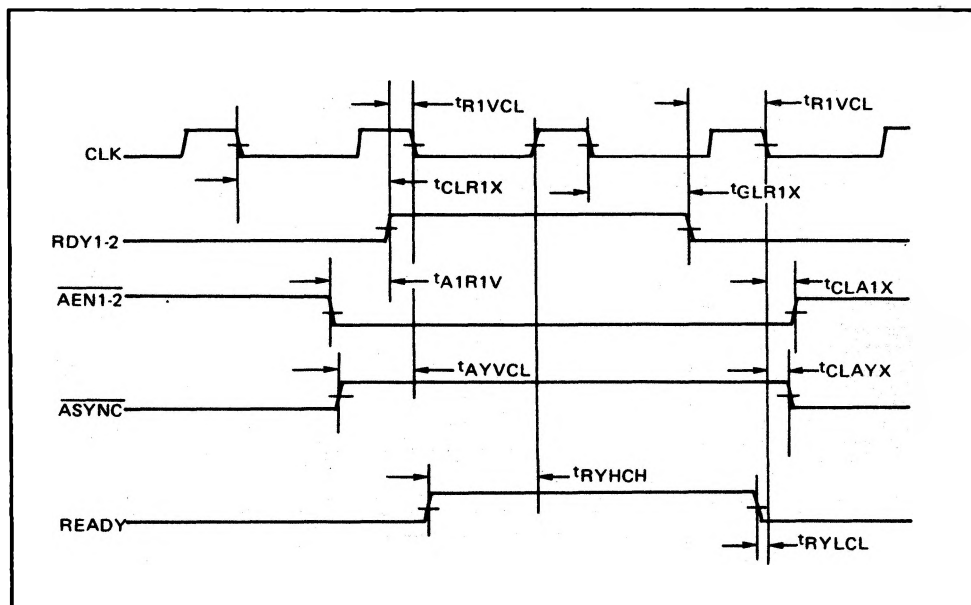 tR1VCL tR1VCL
CLK
tCLR1X tGLR1X
RDY1-2
tA1R1V tCLA1X
AEN1-2
tAYVCL tCLAYX
ASYNC
tRYHCH
READY
tRYLCL